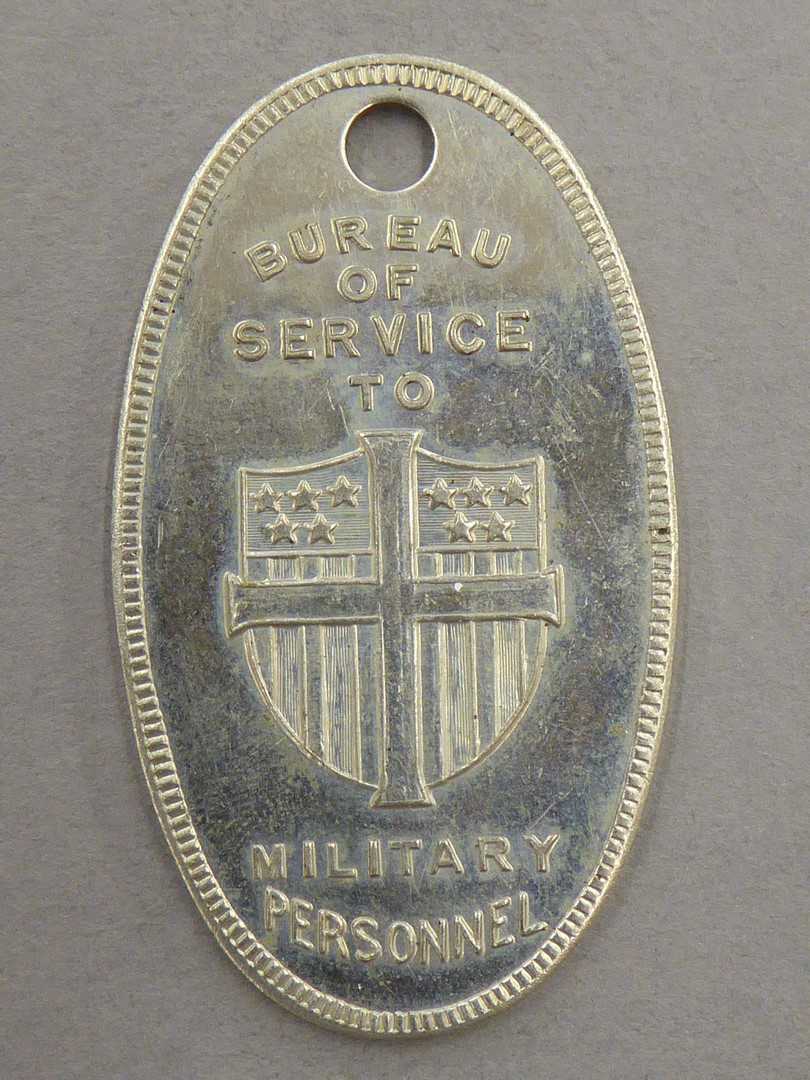 BUREAU
OF
SERVICE
TO
MILITARY
PERSONNEL